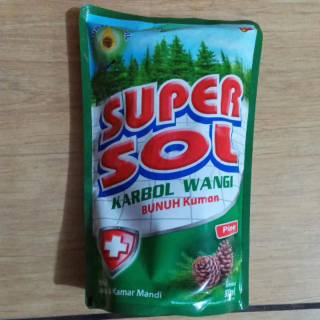 SUPER
SOL
KARBOL WANGI
BUNUH Kuman
Pine
Kamar Mandi